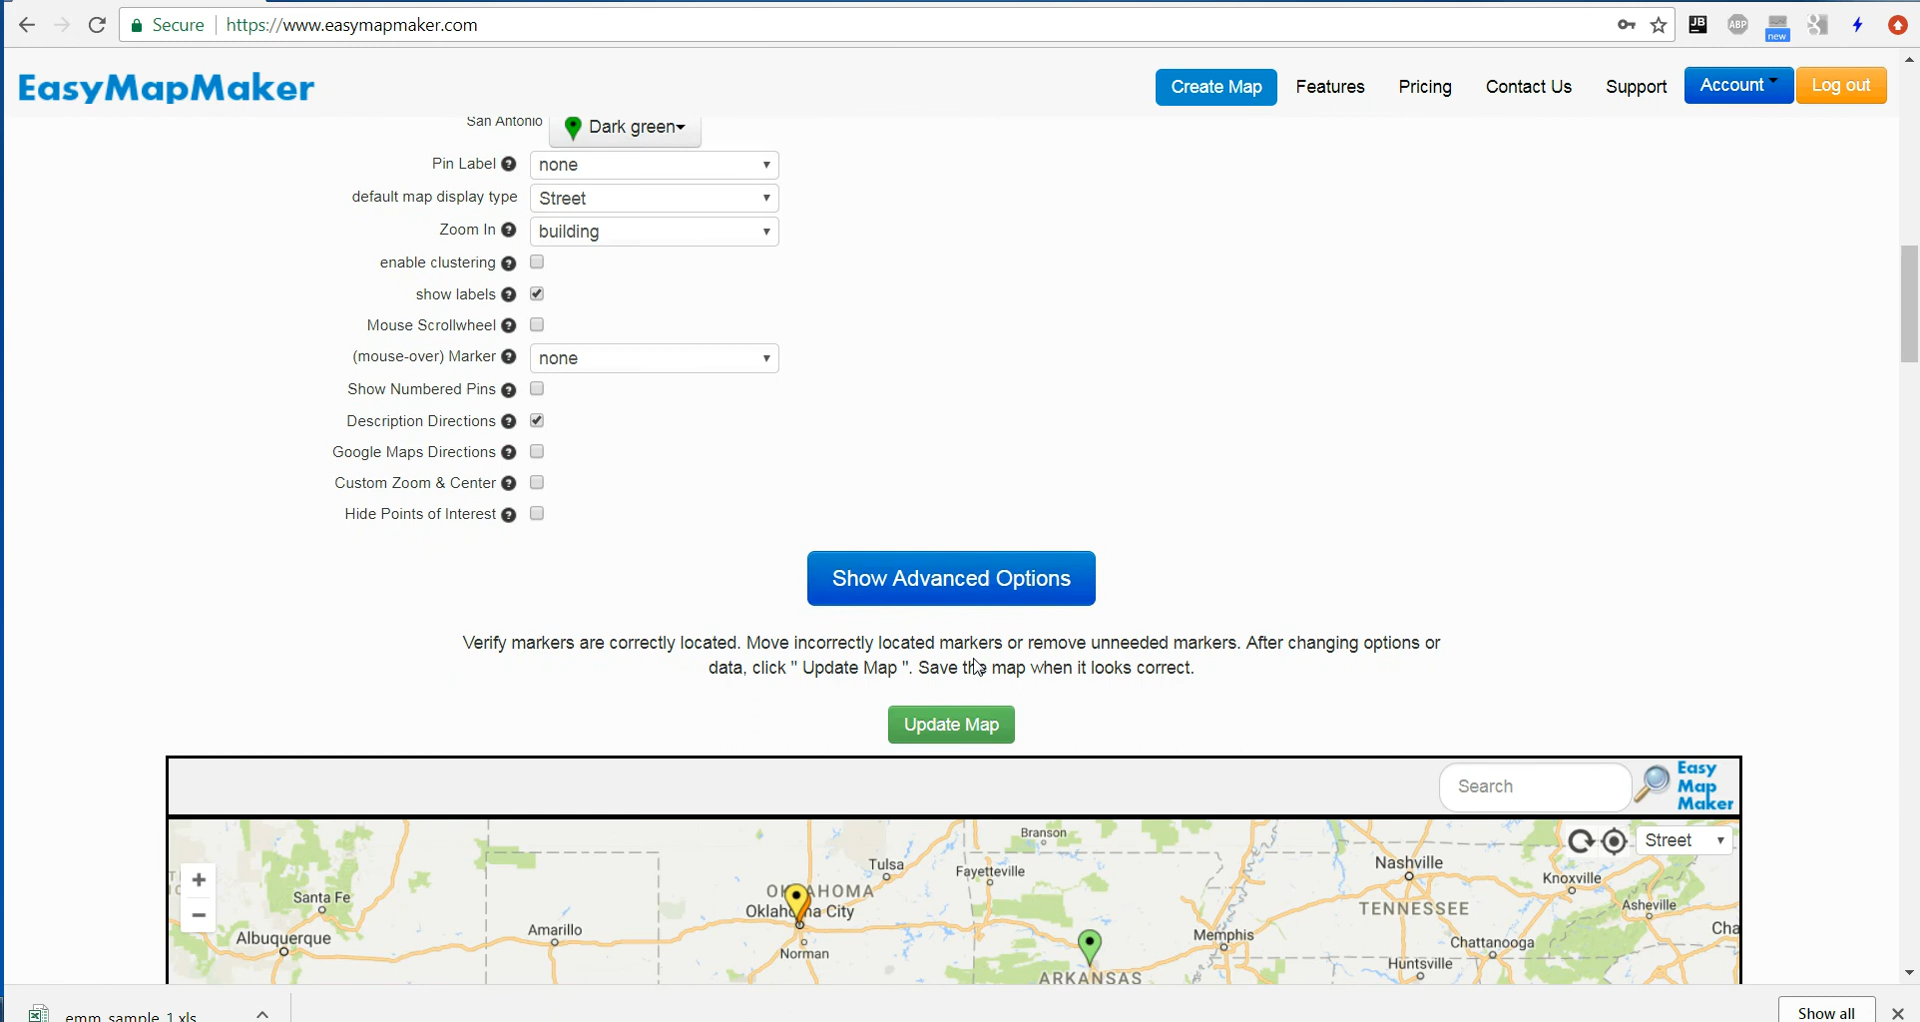 Secure https://www.easymapmaker.com
JB
ABP
new
EasyMapMaker
Create Map Features Pricing Contact Us Support Account Log out
San Antonio Dark green
Pin Label none
default map display type Street
Zoom In building
enable clustering
show labels
Mouse Scrollwheel
(mouse-over) Marker none
Show Numbered Pins
Description Directions
Google Maps Directions
Custom Zoom & Center
Hide Points of Interest
Show Advanced Options
Verify markers are correctly located. Move incorrectly located markers or remove unneeded markers. After changing options or
data, click " Update Map ". Save the map when it looks correct.
Update Map
Search
Easy
Map
Maker
Street
+
−
Branson
Tulsa
Fayetteville
Nashville
Knoxville
Santa Fe
OKLAHOMA
Oklahoma City
TENNESSEE
Asheville
Cha
Albuquerque
Amarillo
Norman
Memphis
Chattanooga
Huntsville
ARKANSAS
emm_sample_1.xls
Show all